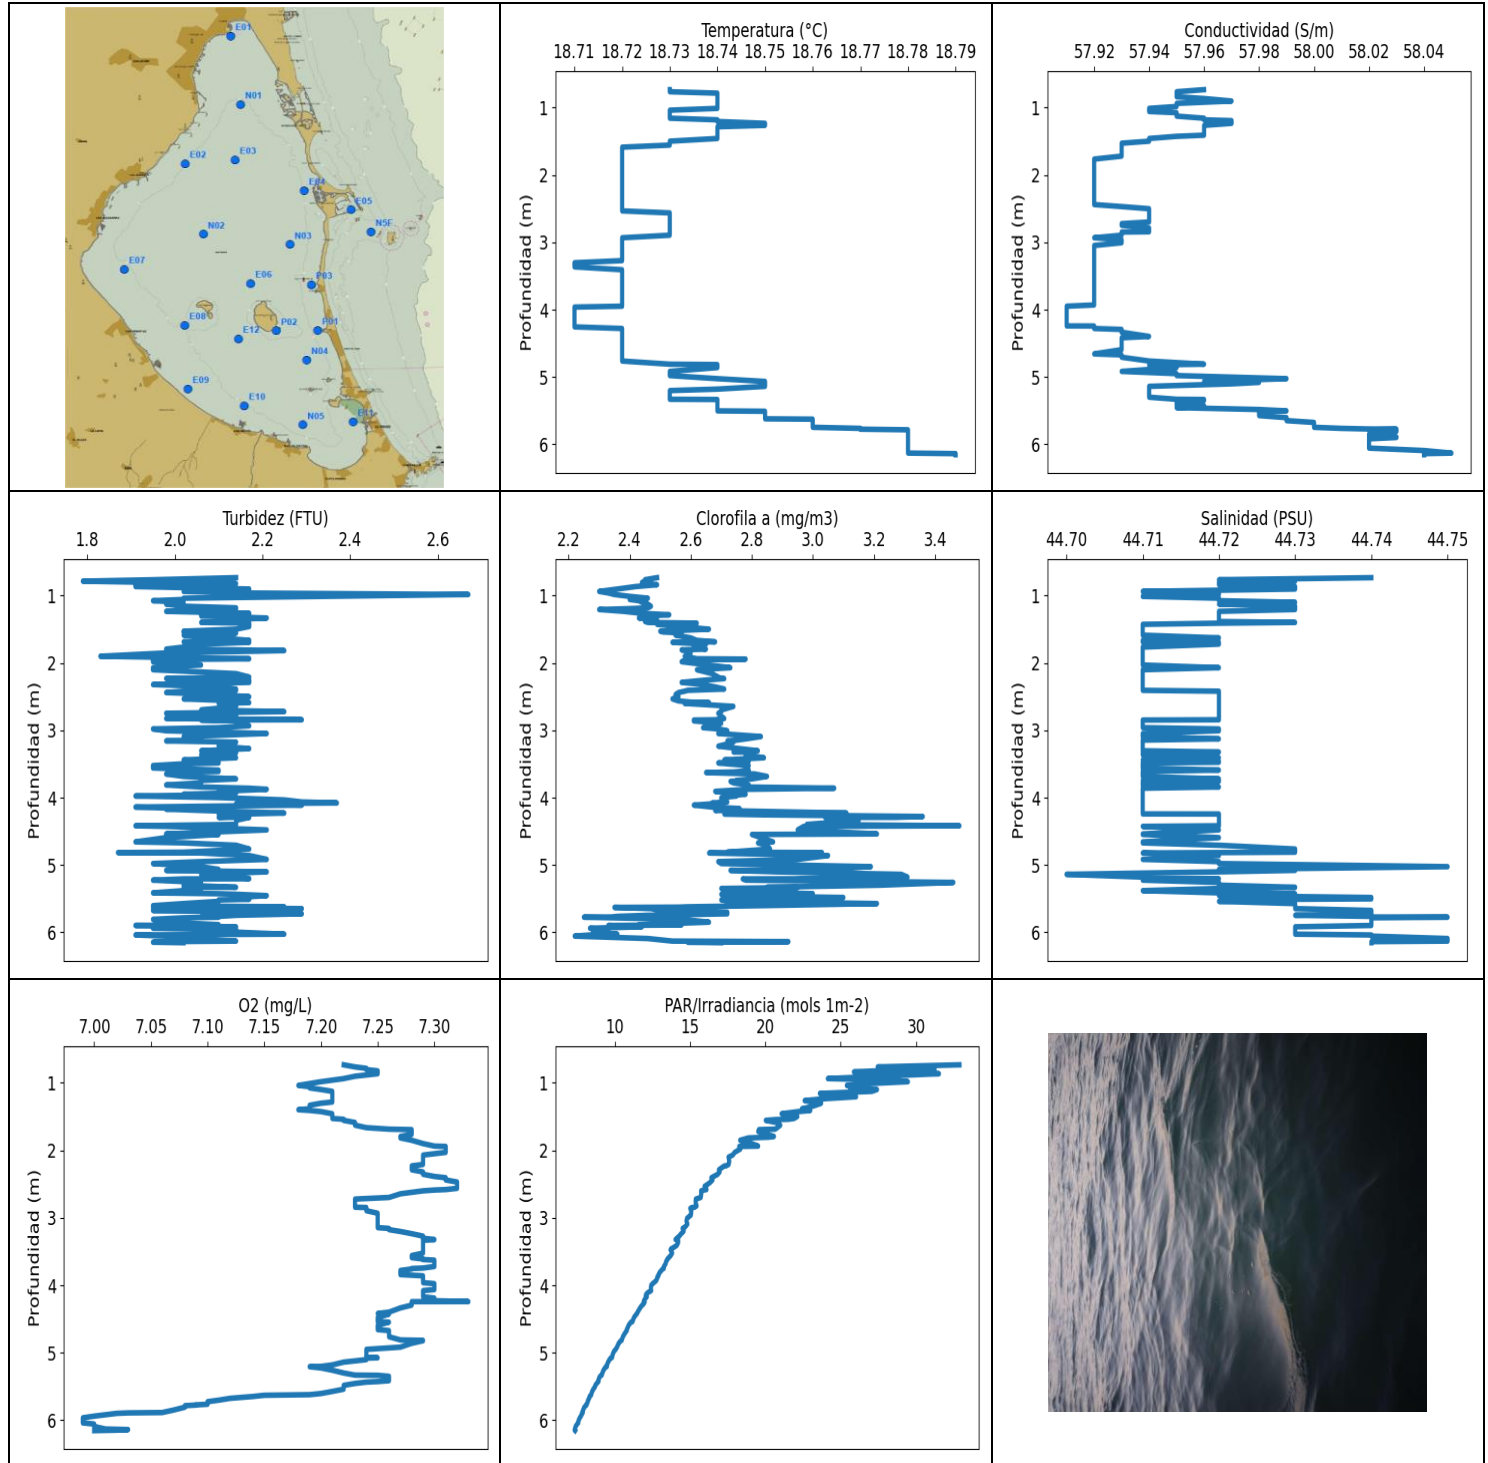 E01
N01
E02
E03
E04
E05
N5F
N02
N03
E07
E06
P03
E08
P02
P01
E12
N04
E09
E10
N05
E11
Temperatura (°C)
18.71 18.72 18.73 18.74 18.75 18.76 18.77 18.78 18.79
Profundidad (m)
1
2
3
4
5
6
Conductividad (S/m)
57.92 57.94 57.96 57.98 58.00 58.02 58.04
Profundidad (m)
1
2
3
4
5
6
Turbidez (FTU)
1.8 2.0 2.2 2.4 2.6
Profundidad (m)
1
2
3
4
5
6
Clorofila a (mg/m3)
2.2 2.4 2.6 2.8 3.0 3.2 3.4
Profundidad (m)
1
2
3
4
5
6
Salinidad (PSU)
44.70 44.71 44.72 44.73 44.74 44.75
Profundidad (m)
1
2
3
4
5
6
O2 (mg/L)
7.00 7.05 7.10 7.15 7.20 7.25 7.30
Profundidad (m)
1
2
3
4
5
6
PAR/Irradiancia (mols 1m-2)
10 15 20 25 30
Profundidad (m)
1
2
3
4
5
6